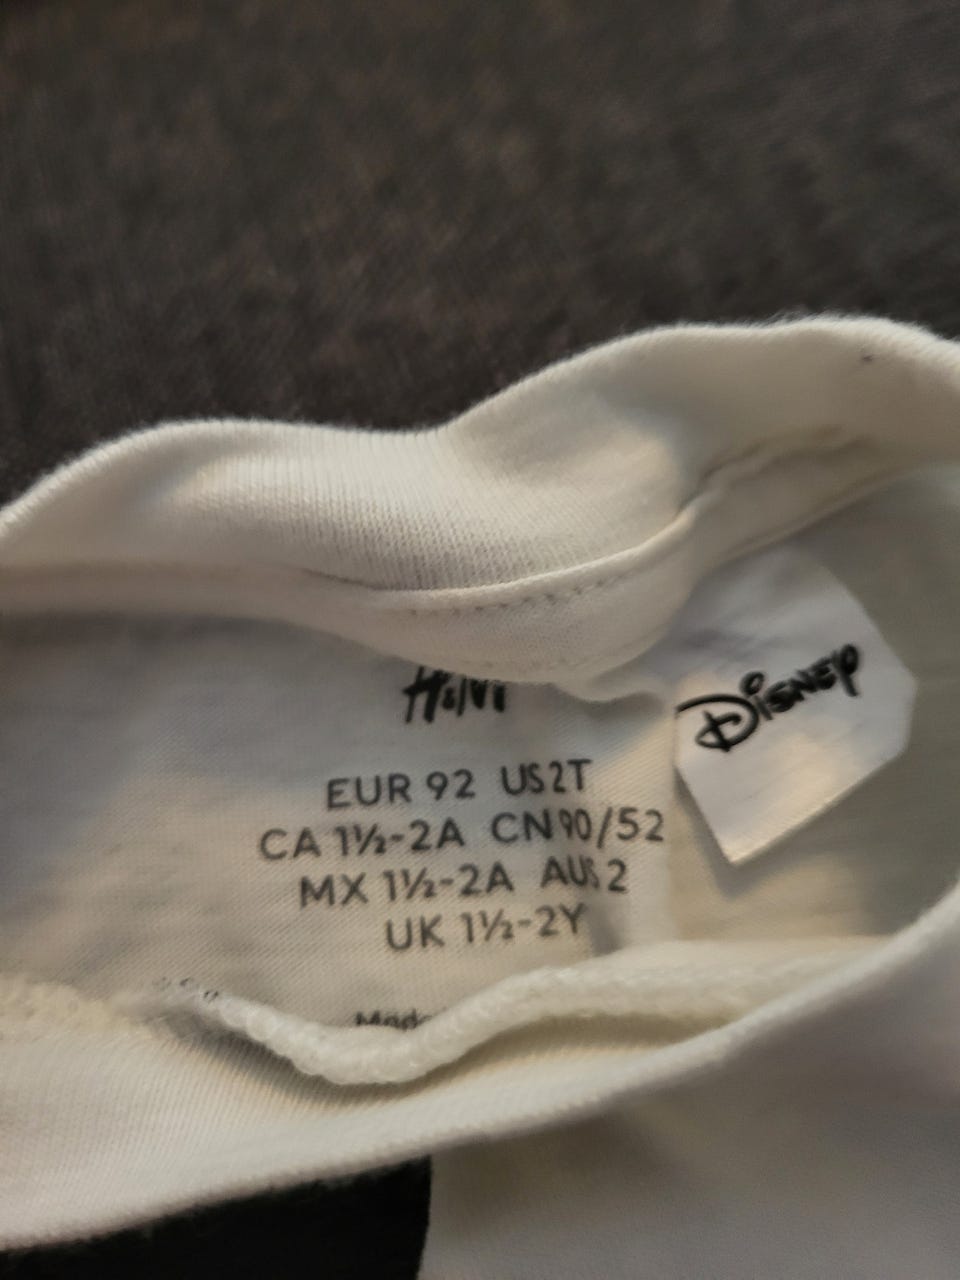 H&M
DISNEY
EUR 92 US 2T
CA 1½-2A CN 90/52
MX 1½-2A AUS 2
UK 1½-2Y
Made